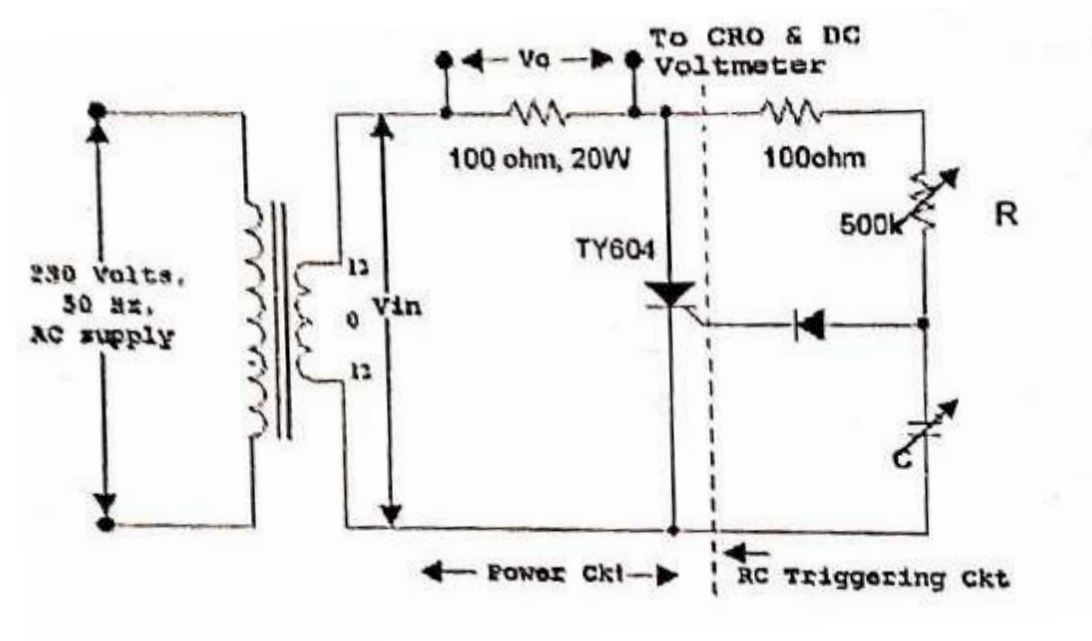 To CRO & DC
Voltmeter
Vo
100 ohm, 20W
100ohm
500k
R
TY604
230 Volts,
50 Hz,
AC supply
12
0
12
Vin
C
Power Ckt
RC Triggering Ckt